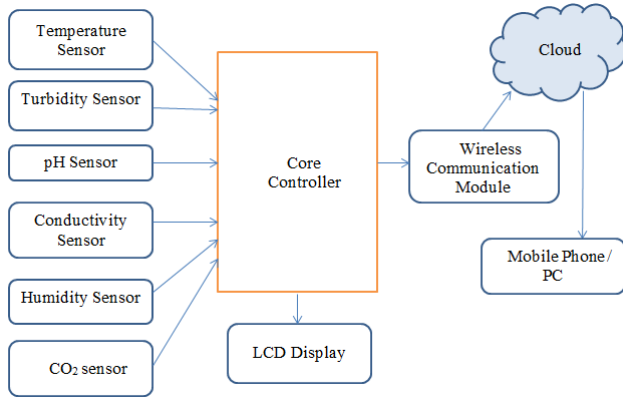 Temperature
Sensor
Turbidity Sensor
pH Sensor
Conductivity
Sensor
Humidity Sensor
CO₂ sensor
Core
Controller
LCD Display
Wireless
Communication
Module
Cloud
Mobile Phone /
PC